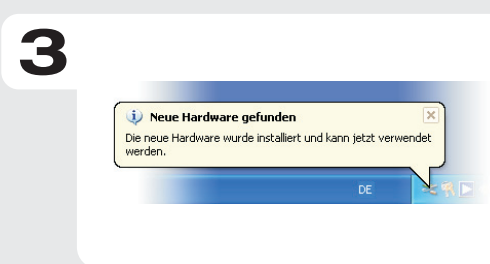 3
Neue Hardware gefunden
Die neue Hardware wurde installiert und kann jetzt verwendet
werden.
DE